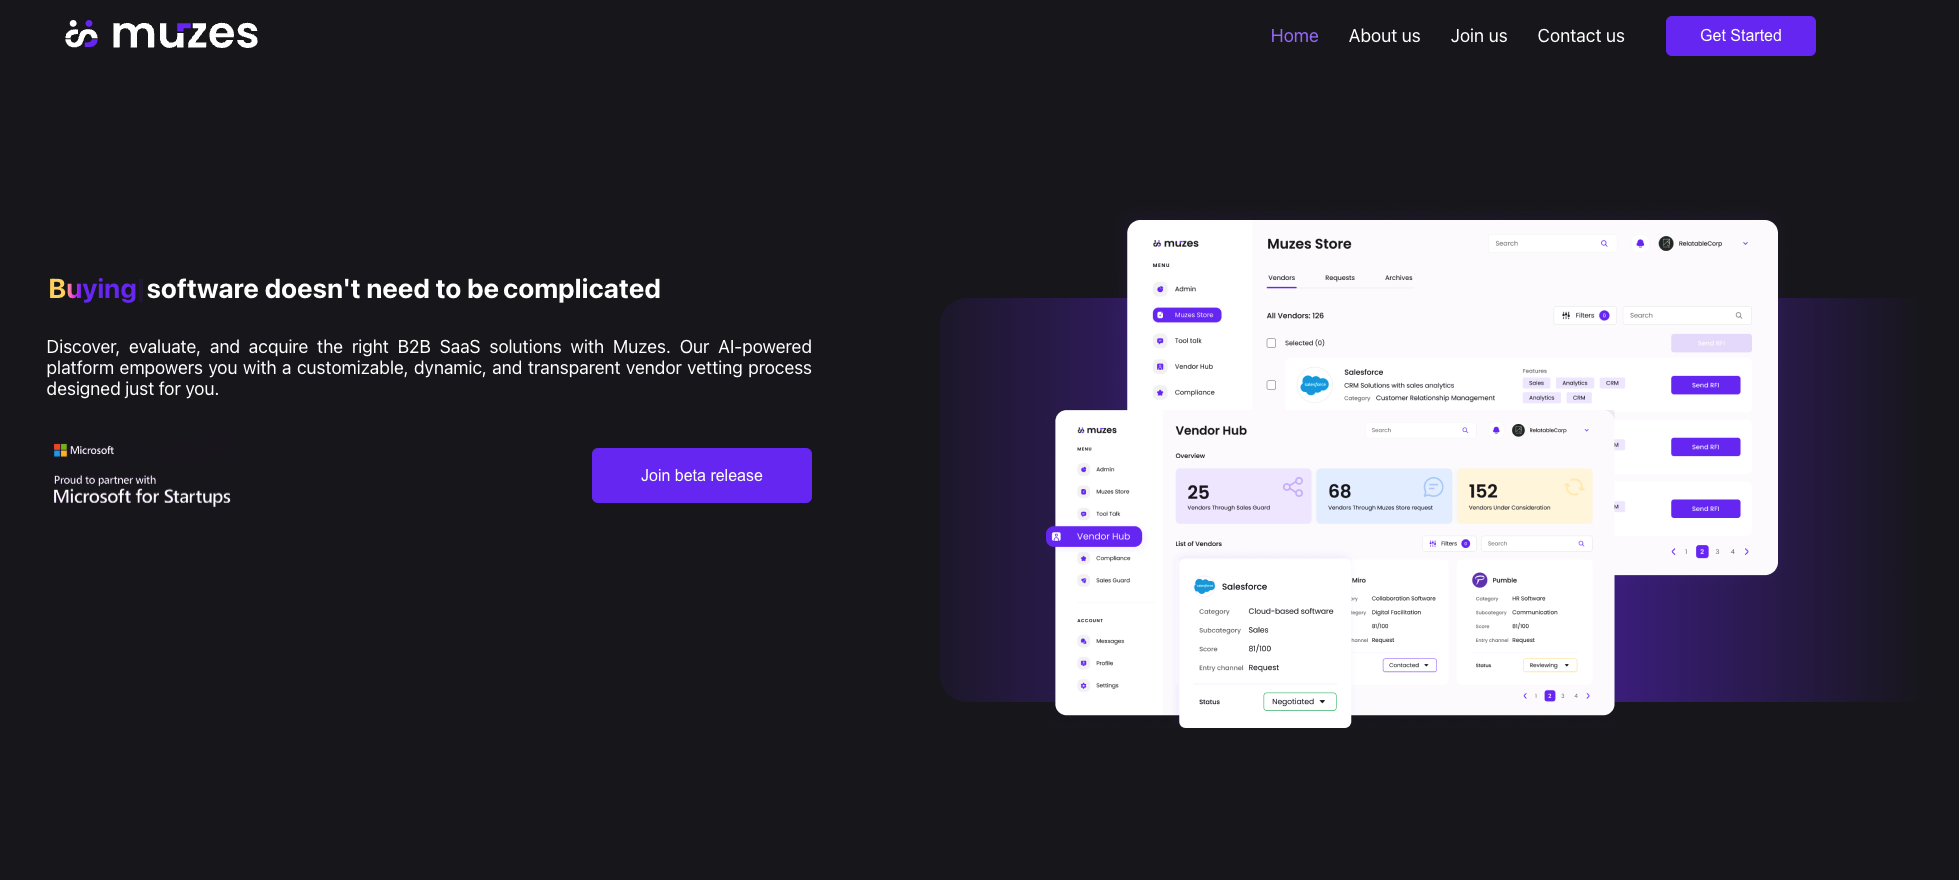 muzes
Home
About us
Join us
Contact us
Get Started
Buying software doesn't need to be complicated
Discover, evaluate, and acquire the right B2B SaaS solutions with Muzes. Our AI-powered
platform empowers you with a customizable, dynamic, and transparent vendor vetting process
designed just for you.
Microsoft
Proud to partner with
Microsoft for Startups
Join beta release
muzes
MENU
Admin
Muzes Store
Tool talk
Vendor Hub
Compliance
Muzes Store
Search
RelatableCorp
Vendors
Requests
Archives
All Vendors: 126
Filters
0
Search
Selected (0)
Send RFI
Salesforce
CRM Solutions with sales analytics
Category Customer Relationship Management
Features
Sales Analytics CRM
Analytics CRM
Send RFI
M
Send RFI
M
Send RFI
1 2 3 4
muzes
MENU
Admin
Muzes Store
Tool Talk
Vendor Hub
Compliance
Sales Guard
ACCOUNT
Messages
Profile
Settings
Vendor Hub
Search
RelatableCorp
Overview
25
Vendors Through Sales Guard
68
Vendors Through Muzes Store request
152
Vendors Under Consideration
List of Vendors
Filters
0
Search
Salesforce
Category Cloud-based software
Subcategory Sales
Score 81/100
Entry channel Request
Status Negotiated
Miro
ry Collaboration Software
tegory Digital Facilitation
81/100
hannel Request
Contacted
Pumble
Category HR Software
Subcategory Communication
Score 81/100
Entry channel Request
Status Reviewing
1 2 3 4